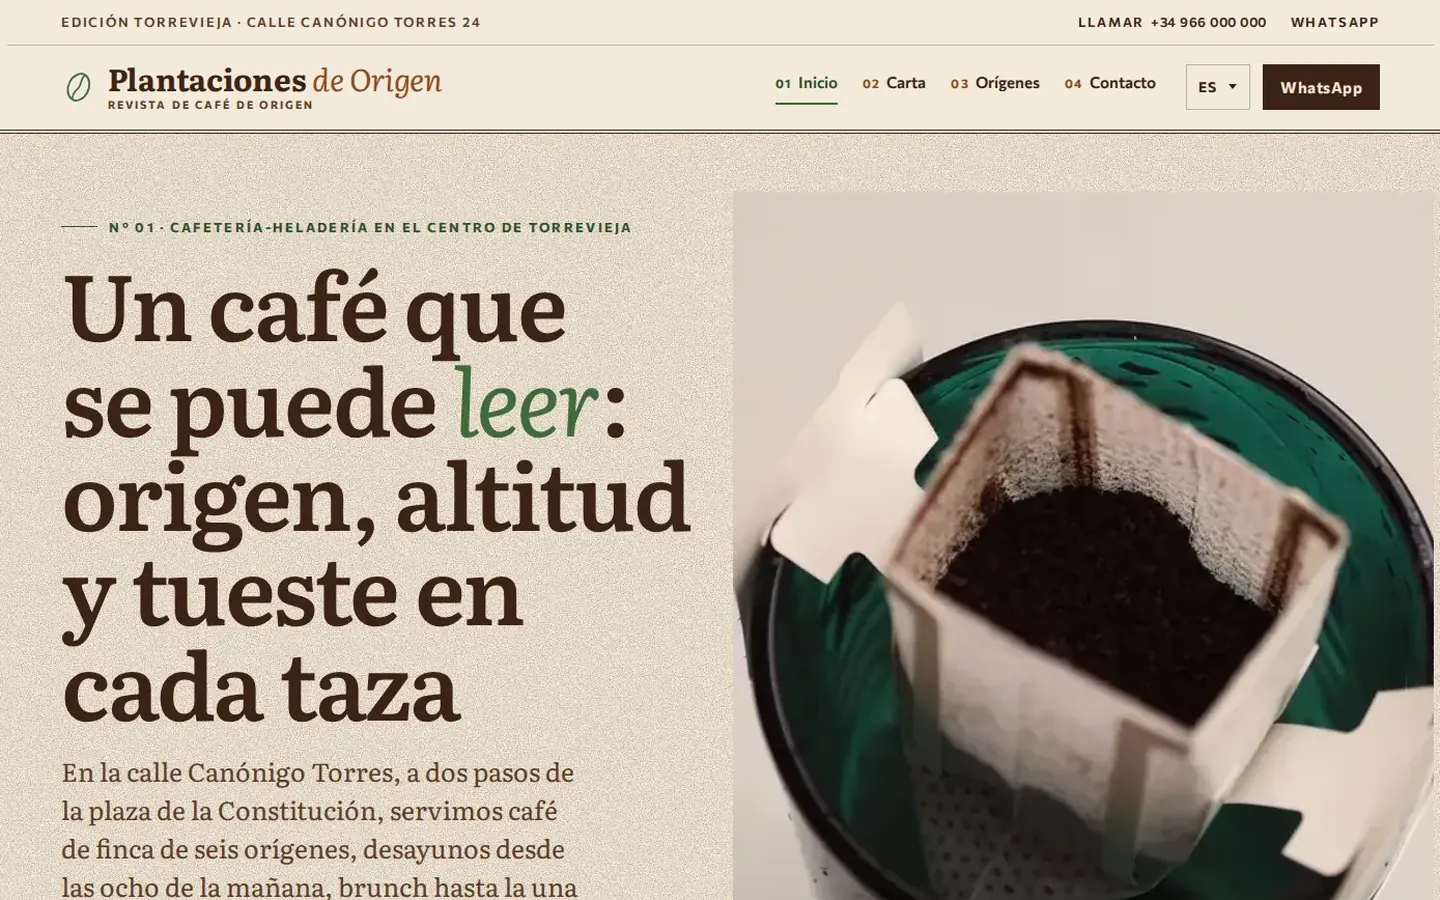 EDICIÓN TORREVIEJA · CALLE CANÓNIGO TORRES 24
LLAMAR +34 966 000 000 WHATSAPP
Plantaciones de Origen
REVISTA DE CAFÉ DE ORIGEN
01 Inicio 02 Carta 03 Orígenes 04 Contacto ES WhatsApp
Nº 01 · CAFETERÍA-HELADERÍA EN EL CENTRO DE TORREVIEJA
Un café que
se puede leer:
origen, altitud
y tueste en
cada taza
En la calle Canónigo Torres, a dos pasos de
la plaza de la Constitución, servimos café
de finca de seis orígenes, desayunos desde
las ocho de la mañana, brunch hasta la una